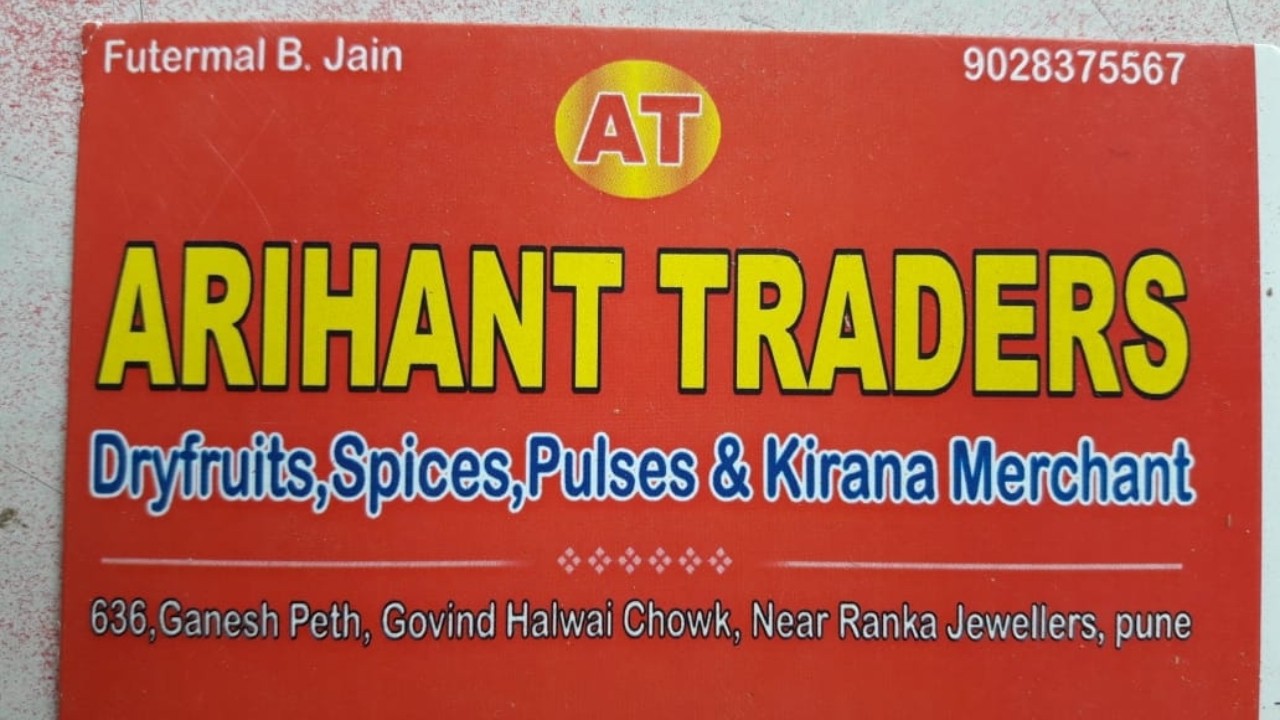 Futermal B. Jain
9028375567
AT
ARIHANT TRADERS
Dryfruits,Spices,Pulses & Kirana Merchant
636,Ganesh Peth, Govind Halwai Chowk, Near Ranka Jewellers, pune